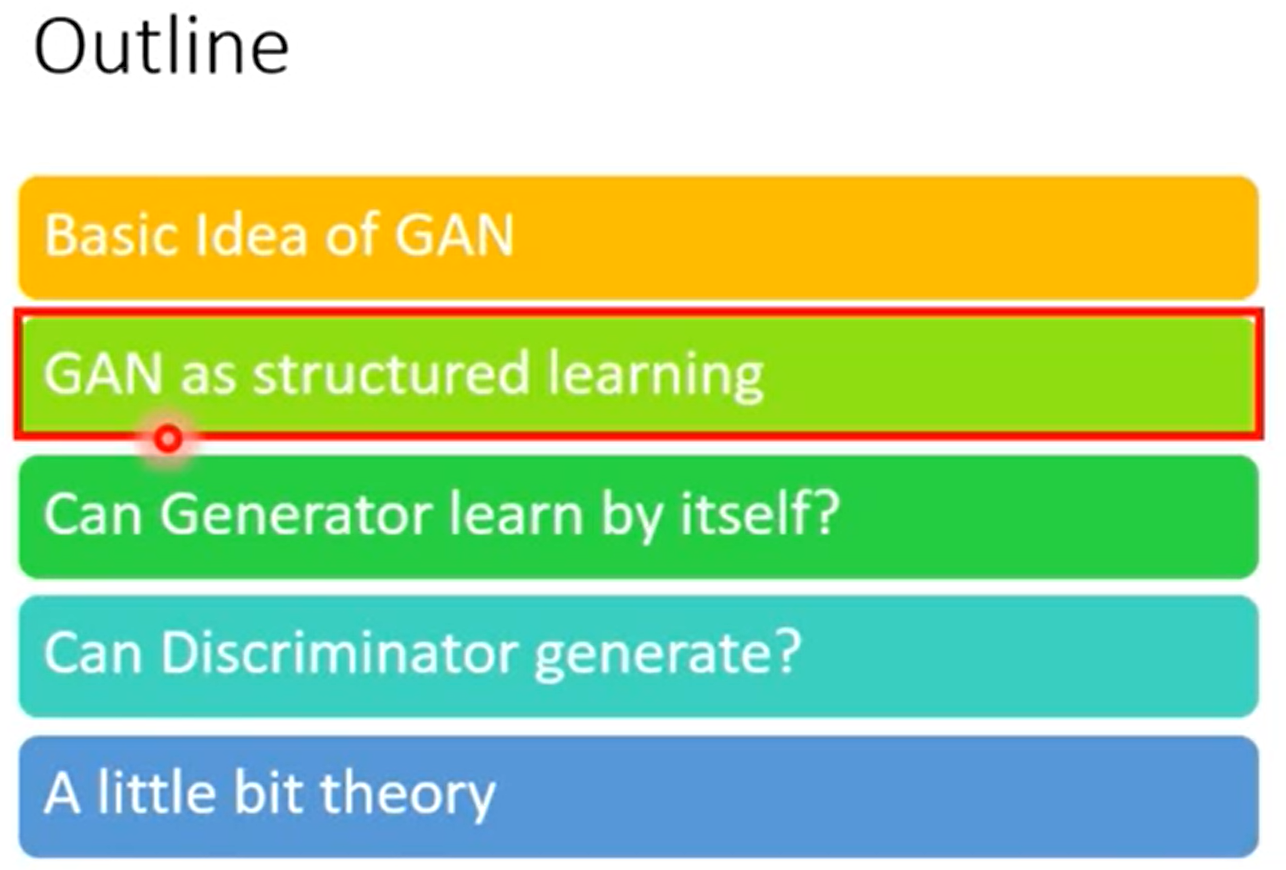 Outline
Basic Idea of GAN
GAN as structured learning
Can Generator learn by itself?
Can Discriminator generate?
A little bit theory